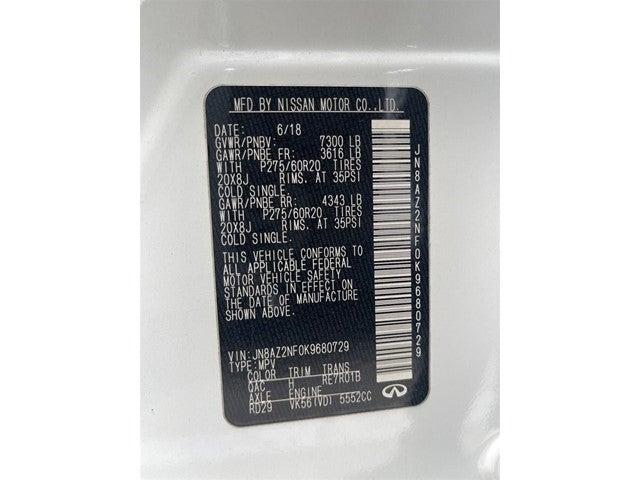 MFD BY NISSAN MOTOR CO.,LTD.
DATE: 6/18
GVWR/PNBV: 7300 LB
GAWR/PNBE FR: 3616 LB
WITH P275/60R20 TIRES
20X8J RIMS. AT 35PSI
COLD SINGLE.
GAWR/PNBE RR: 4343 LB
WITH P275/60R20 TIRES
20X8J RIMS. AT 35PSI
COLD SINGLE.
THIS VEHICLE CONFORMS TO
ALL APPLICABLE FEDERAL
MOTOR VEHICLE SAFETY
STANDARDS IN EFFECT ON
THE DATE OF MANUFACTURE
SHOWN ABOVE.
VIN: JN8AZ2NF0K9680729
TYPE: MPV
COLOR TRIM TRANS
QAC H RE7R01B
AXLE ENGINE
RD29 VK56(VD) 5552CC
JN8AZ2NF0K9680729